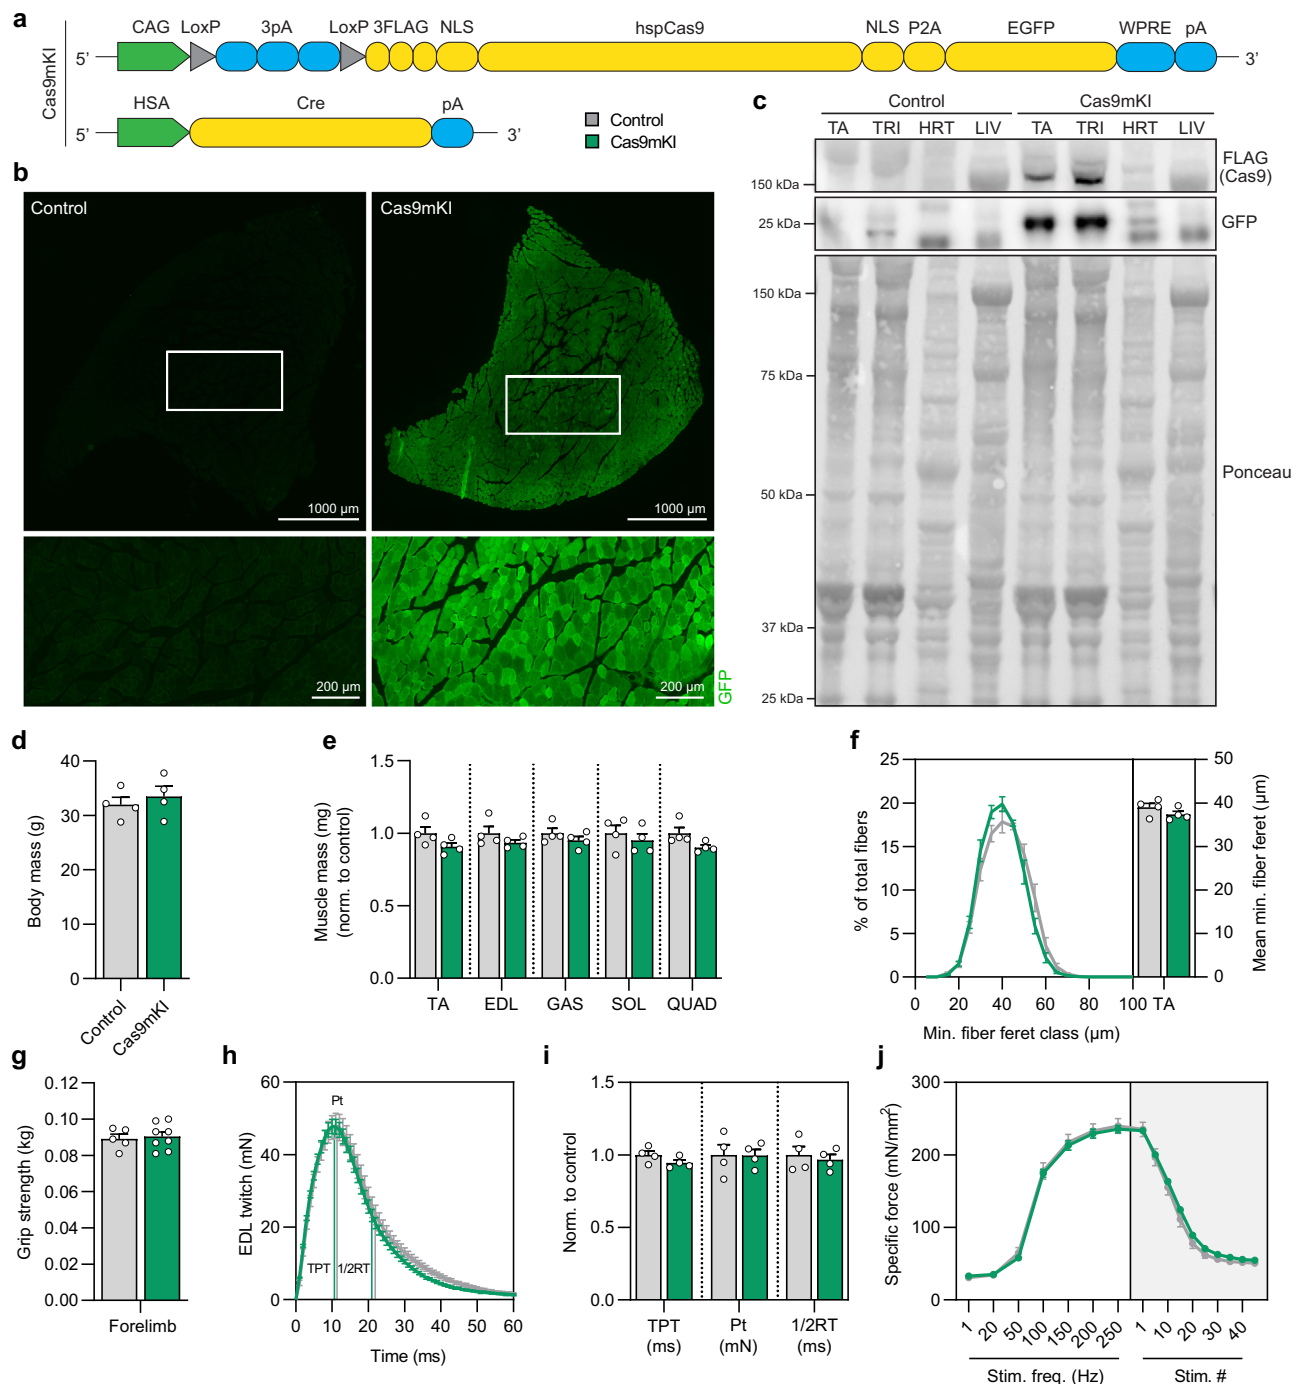 a
CAG LoxP 3pA LoxP 3FLAG NLS hspCas9 NLS P2A EGFP WPRE pA
5’ 3’
Cas9mKI
HSA Cre pA
5’ 3’
Control
Cas9mKI
b
Control
1000 µm
Cas9mKI
1000 µm
200 µm
200 µm
GFP
c
Control Cas9mKI
TA TRI HRT LIV TA TRI HRT LIV
150 kDa
FLAG
(Cas9)
25 kDa
GFP
150 kDa
75 kDa
50 kDa
37 kDa
25 kDa
Ponceau
d
Body mass (g)
40
30
20
10
0
Control Cas9mKI
e
Muscle mass (mg)
(norm. to control)
1.5
1.0
0.5
0.0
TA EDL GAS SOL QUAD
f
% of total fibers
25
20
15
10
5
0
0 20 40 60 80 100
Min. fiber feret class (µm)
TA
50
40
30
20
10
0
Mean min. fiber feret (µm)
g
Grip strength (kg)
0.12
0.10
0.08
0.06
0.04
0.02
0.00
Forelimb
h
EDL twitch (mN)
60
40
20
0
Pt
TPT 1/2RT
0 10 20 30 40 50 60
Time (ms)
i
Norm. to control
1.5
1.0
0.5
0.0
TPT Pt 1/2RT
(ms) (mN) (ms)
j
Specific force (mN/mm²)
300
200
100
0
1 20 50 100 150 200 250 1 10 20 30 40
Stim. freq. (Hz) Stim. #